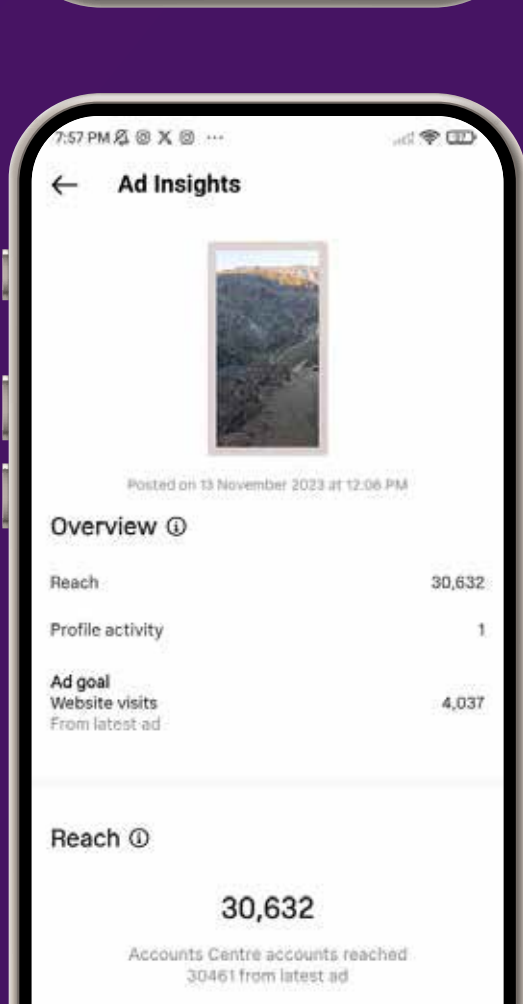 7:57 PM
Ad Insights
Posted on 13 November 2023 at 12:06 PM
Overview
Reach 30,632
Profile activity 1
Ad goal
Website visits 4,037
From latest ad
Reach
30,632
Accounts Centre accounts reached
30461 from latest ad